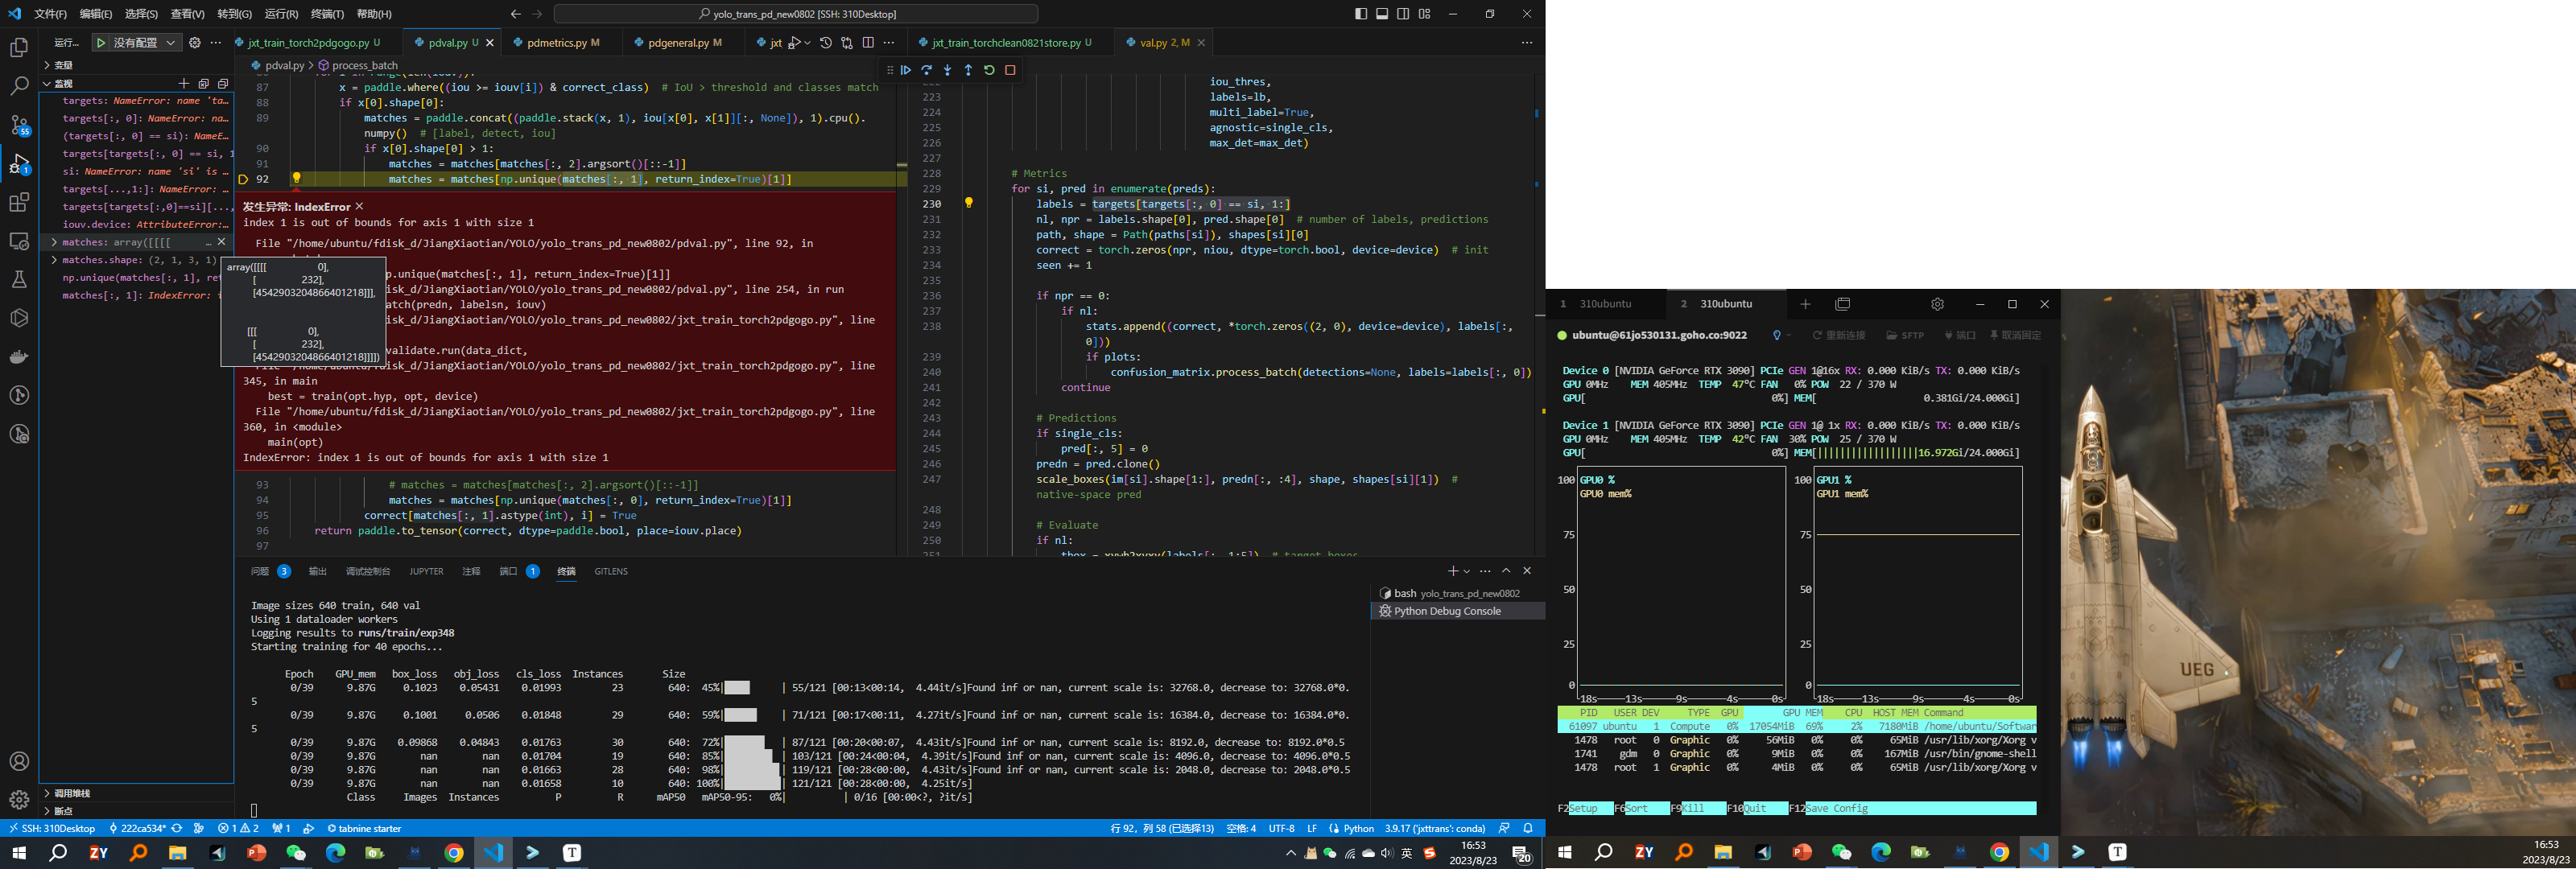 文件(F) 编辑(E) 选择(S) 查看(V) 转到(G) 运行(R) 终端(T) 帮助(H)
yolo_trans_pd_new0802 [SSH: 310Desktop]
运行... 没有配置
变量
监视
targets: NameError: name 'ta...
targets[:, 0]: NameError: na...
(targets[:, 0] == si): NameE...
targets[targets[:, 0] == si, 1
si: NameError: name 'si' is
targets[...,1:]: NameError: ...
targets[targets[:,0]==si][...,
iouv.device: AttributeError:...
matches: array([[[[ ...
matches.shape: (2, 1, 3, 1)
np.unique(matches[:, 1], ret
matches[:, 1]: IndexError: i
array([[[[ 0],
[ 232],
[4542903204866401218]]],
[[[ 0],
[ 232],
[4542903204866401218]]]])
调用堆栈
断点
jxt_train_torch2pdgogo.py U
pdval.py U
pdmetrics.py M
pdgeneral.py M
jxt
pdval.py > process_batch
87 x = paddle.where((iou >= iouv[i]) & correct_class) # IoU > threshold and classes match
88 if x[0].shape[0]:
89 matches = paddle.concat((paddle.stack(x, 1), iou[x[0], x[1]][:, None]), 1).cpu().
numpy() # [label, detect, iou]
90 if x[0].shape[0] > 1:
91 matches = matches[matches[:, 2].argsort()[::-1]]
92 matches = matches[np.unique(matches[:, 1], return_index=True)[1]]
发生异常: IndexError
index 1 is out of bounds for axis 1 with size 1
File "/home/ubuntu/fdisk_d/JiangXiaotian/YOLO/yolo_trans_pd_new0802/pdval.py", line 92, in
p.unique(matches[:, 1], return_index=True)[1]]
disk_d/JiangXiaotian/YOLO/yolo_trans_pd_new0802/pdval.py", line 254, in run
atch(predn, labelsn, iouv)
disk_d/JiangXiaotian/YOLO/yolo_trans_pd_new0802/jxt_train_torch2pdgogo.py", line
validate.run(data_dict,
File "/home/ubuntu/fdisk_d/JiangXiaotian/YOLO/yolo_trans_pd_new0802/jxt_train_torch2pdgogo.py", line
345, in main
best = train(opt.hyp, opt, device)
File "/home/ubuntu/fdisk_d/JiangXiaotian/YOLO/yolo_trans_pd_new0802/jxt_train_torch2pdgogo.py", line
360, in <module>
main(opt)
IndexError: index 1 is out of bounds for axis 1 with size 1
93 # matches = matches[matches[:, 2].argsort()[::-1]]
94 matches = matches[np.unique(matches[:, 0], return_index=True)[1]]
95 correct[matches[:, 1].astype(int), i] = True
96 return paddle.to_tensor(correct, dtype=paddle.bool, place=iouv.place)
97
jxt_train_torchclean0821store.py U
val.py 2, M
iou_thres,
223 labels=lb,
224 multi_label=True,
225 agnostic=single_cls,
226 max_det=max_det)
227
228 # Metrics
229 for si, pred in enumerate(preds):
230 labels = targets[targets[:, 0] == si, 1:]
231 nl, npr = labels.shape[0], pred.shape[0] # number of labels, predictions
232 path, shape = Path(paths[si]), shapes[si][0]
233 correct = torch.zeros(npr, niou, dtype=torch.bool, device=device) # init
234 seen += 1
235
236 if npr == 0:
237 if nl:
238 stats.append((correct, *torch.zeros((2, 0), device=device), labels[:,
0]))
239 if plots:
240 confusion_matrix.process_batch(detections=None, labels=labels[:, 0])
241 continue
242
243 # Predictions
244 if single_cls:
245 pred[:, 5] = 0
246 predn = pred.clone()
247 scale_boxes(im[si].shape[1:], predn[:, :4], shape, shapes[si][1]) #
native-space pred
248
249 # Evaluate
250 if nl:
251 tbox = xywh2xyxy(labels[:, 1:5]) # target boxes
问题 3 输出 调试控制台 JUPYTER 注释 端口 1 终端 GITLENS
bash yolo_trans_pd_new0802
Python Debug Console
Image sizes 640 train, 640 val
Using 1 dataloader workers
Logging results to runs/train/exp348
Starting training for 40 epochs...
Epoch GPU_mem box_loss obj_loss cls_loss Instances Size
0/39 9.87G 0.1023 0.05431 0.01993 23 640: 45%| | 55/121 [00:13<00:14, 4.44it/s]Found inf or nan, current scale is: 32768.0, decrease to: 32768.0*0.
5
0/39 9.87G 0.1001 0.0506 0.01848 29 640: 59%| | 71/121 [00:17<00:11, 4.27it/s]Found inf or nan, current scale is: 16384.0, decrease to: 16384.0*0.
5
0/39 9.87G 0.09868 0.04843 0.01763 30 640: 72%| | 87/121 [00:20<00:07, 4.43it/s]Found inf or nan, current scale is: 8192.0, decrease to: 8192.0*0.5
0/39 9.87G nan nan 0.01704 19 640: 85%| | 103/121 [00:24<00:04, 4.39it/s]Found inf or nan, current scale is: 4096.0, decrease to: 4096.0*0.5
0/39 9.87G nan nan 0.01663 28 640: 98%| | 119/121 [00:28<00:00, 4.43it/s]Found inf or nan, current scale is: 2048.0, decrease to: 2048.0*0.5
0/39 9.87G nan nan 0.01658 10 640: 100%| | 121/121 [00:28<00:00, 4.25it/s]
Class Images Instances P R mAP50 mAP50-95: 0%| | 0/16 [00:00<?, ?it/s]
SSH: 310Desktop 222ca534* 1 2 1 tabnine starter
行 92, 列 58 (已选择13) 空格: 4 UTF-8 LF Python 3.9.17 ('jxttrans': conda)
英 16:53
2023/8/23 20
1 310ubuntu 2 310ubuntu
ubuntu@61jo530131.goho.co:9022 重新连接 SFTP 端口 取消固定
Device 0 [NVIDIA GeForce RTX 3090] PCIe GEN 1@16x RX: 0.000 KiB/s TX: 0.000 KiB/s
GPU 0MHz MEM 405MHz TEMP 47°C FAN 0% POW 22 / 370 W
GPU[ 0%] MEM[ 0.381Gi/24.000Gi]
Device 1 [NVIDIA GeForce RTX 3090] PCIe GEN 1@ 1x RX: 0.000 KiB/s TX: 0.000 KiB/s
GPU 0MHz MEM 405MHz TEMP 42°C FAN 30% POW 25 / 370 W
GPU[ 0%] MEM[||||||||||||||||||16.972Gi/24.000Gi]
100 GPU0 % 100 GPU1 %
GPU0 mem% GPU1 mem%
75 75
50 50
25 25
0 0
18s 13s 9s 4s 0s 18s 13s 9s 4s 0s
PID USER DEV TYPE GPU GPU MEM CPU HOST MEM Command
61097 ubuntu 1 Compute 0% 17054MiB 69% 2% 7180MiB /home/ubuntu/Softwar
1478 root 0 Graphic 0% 56MiB 0% 0% 65MiB /usr/lib/xorg/Xorg v
1741 gdm 0 Graphic 0% 9MiB 0% 0% 167MiB /usr/bin/gnome-shell
1478 root 1 Graphic 0% 4MiB 0% 0% 65MiB /usr/lib/xorg/Xorg v
F2Setup F6Sort F9Kill F10Quit F12Save Config
UEG
16:53
2023/8/23